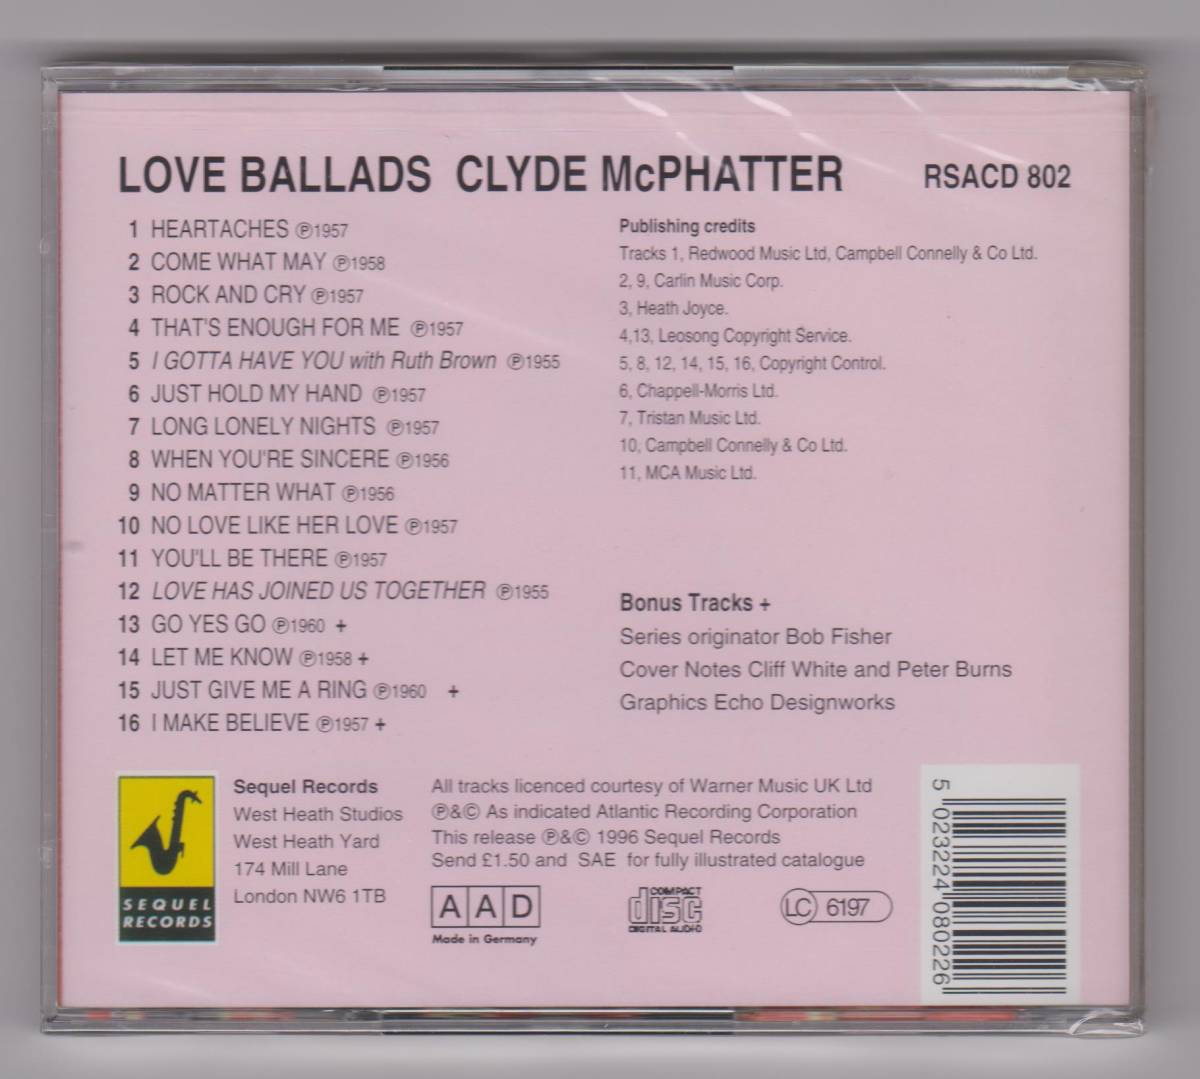 LOVE BALLADS CLYDE McPHATTER RSACD 802
1 HEARTACHES ℗1957
2 COME WHAT MAY ℗1958
3 ROCK AND CRY ℗1957
4 THAT'S ENOUGH FOR ME ℗1957
5 I GOTTA HAVE YOU with Ruth Brown ℗1955
6 JUST HOLD MY HAND ℗1957
7 LONG LONELY NIGHTS ℗1957
8 WHEN YOU'RE SINCERE ℗1956
9 NO MATTER WHAT ℗1956
10 NO LOVE LIKE HER LOVE ℗1957
11 YOU'LL BE THERE ℗1957
12 LOVE HAS JOINED US TOGETHER ℗1955
13 GO YES GO ℗1960 +
14 LET ME KNOW ℗1958 +
15 JUST GIVE ME A RING ℗1960 +
16 I MAKE BELIEVE ℗1957 +
Publishing credits
Tracks 1, Redwood Music Ltd, Campbell Connelly & Co Ltd.
2, 9, Carlin Music Corp.
3, Heath Joyce.
4,13, Leosong Copyright Service.
5, 8, 12, 14, 15, 16, Copyright Control.
6, Chappell-Morris Ltd.
7, Tristan Music Ltd.
10, Campbell Connelly & Co Ltd.
11, MCA Music Ltd.
Bonus Tracks +
Series originator Bob Fisher
Cover Notes Cliff White and Peter Burns
Graphics Echo Designworks
SEQUEL
RECORDS
Sequel Records
West Heath Studios
West Heath Yard
174 Mill Lane
London NW6 1TB
All tracks licenced courtesy of Warner Music UK Ltd
℗&© As indicated Atlantic Recording Corporation
This release ℗&© 1996 Sequel Records
Send £1.50 and SAE for fully illustrated catalogue
AAD
Made in Germany
COMPACT
disc
DIGITAL AUDIO
LC 6197
5 023224 080226